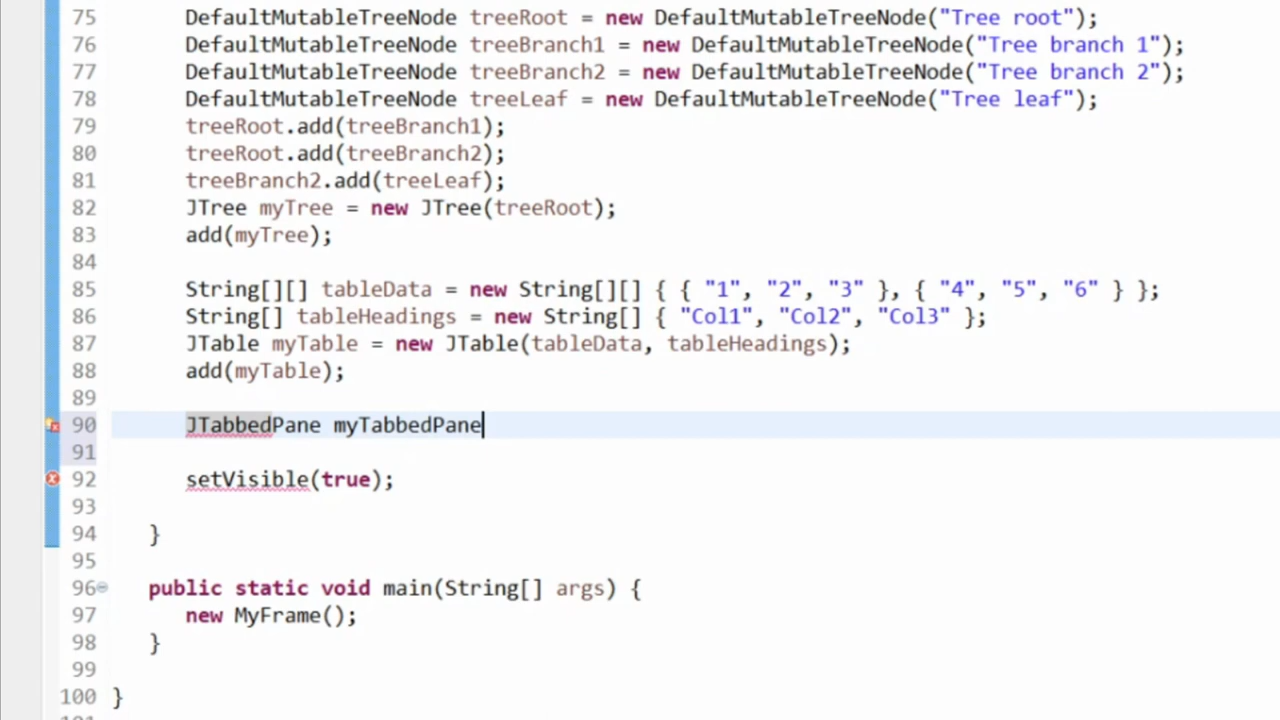 75 DefaultMutableTreeNode treeRoot = new DefaultMutableTreeNode("Tree root");
76 DefaultMutableTreeNode treeBranch1 = new DefaultMutableTreeNode("Tree branch 1");
77 DefaultMutableTreeNode treeBranch2 = new DefaultMutableTreeNode("Tree branch 2");
78 DefaultMutableTreeNode treeLeaf = new DefaultMutableTreeNode("Tree leaf");
79 treeRoot.add(treeBranch1);
80 treeRoot.add(treeBranch2);
81 treeBranch2.add(treeLeaf);
82 JTree myTree = new JTree(treeRoot);
83 add(myTree);
84
85 String[][] tableData = new String[][] { { "1", "2", "3" }, { "4", "5", "6" } };
86 String[] tableHeadings = new String[] { "Col1", "Col2", "Col3" };
87 JTable myTable = new JTable(tableData, tableHeadings);
88 add(myTable);
89
90 JTabbedPane myTabbedPane
91
92 setVisible(true);
93
94 }
95
96 public static void main(String[] args) {
97 new MyFrame();
98 }
99
100 }